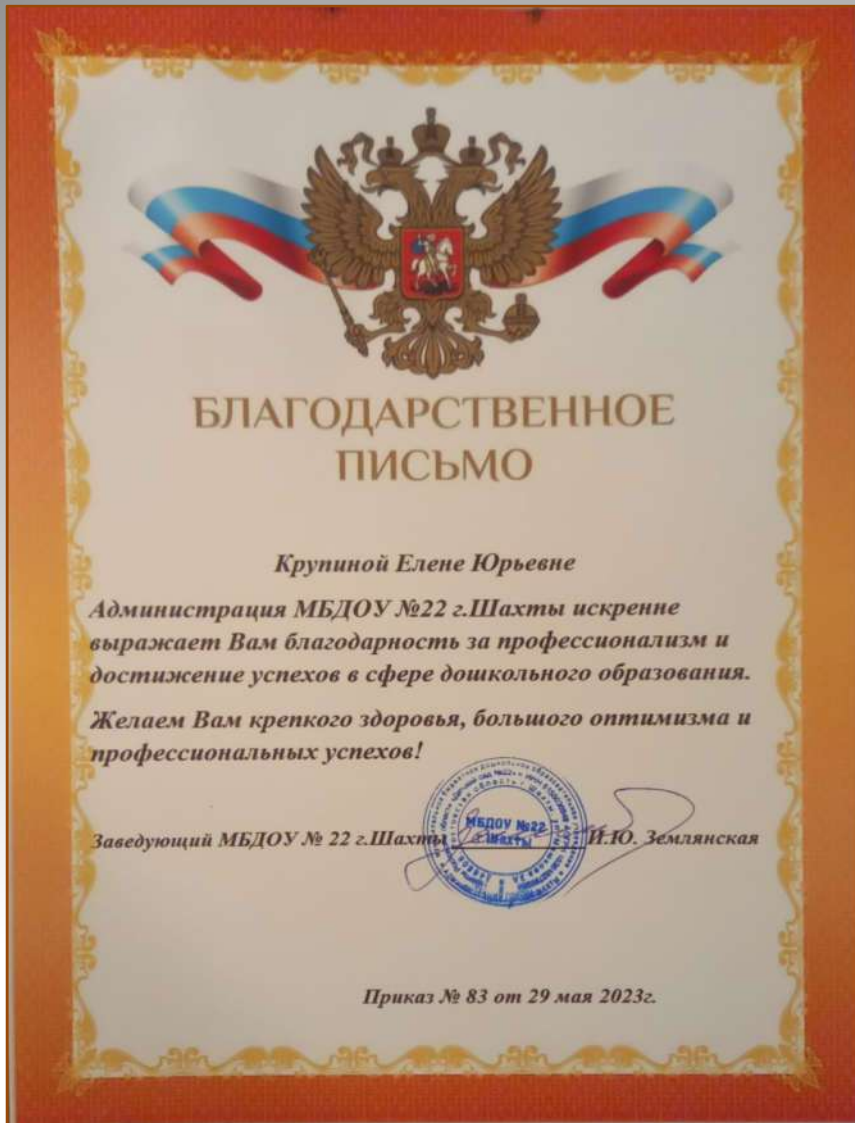 БЛАГОДАРСТВЕННОЕ
ПИСЬМО
Крупиной Елене Юрьевне
Администрация МБДОУ №22 г.Шахты искренне
выражает Вам благодарность за профессионализм и
достижение успехов в сфере дошкольного образования.
Желаем Вам крепкого здоровья, большого оптимизма и
профессиональных успехов!
Заведующий МБДОУ № 22 г.Шахты И.Ю. Землянская
МБДОУ №22
г.Шахты
Приказ № 83 от 29 мая 2023г.